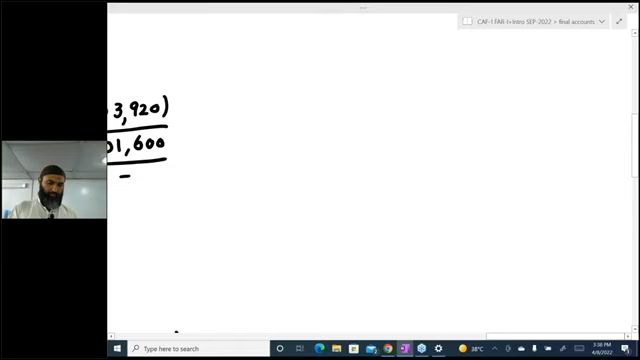 CAF-1 FAR-I+Intro SEP-2022 > final accounts
3,920)
01,600
-
Type here to search
38°C
3:38 PM
4/8/2022